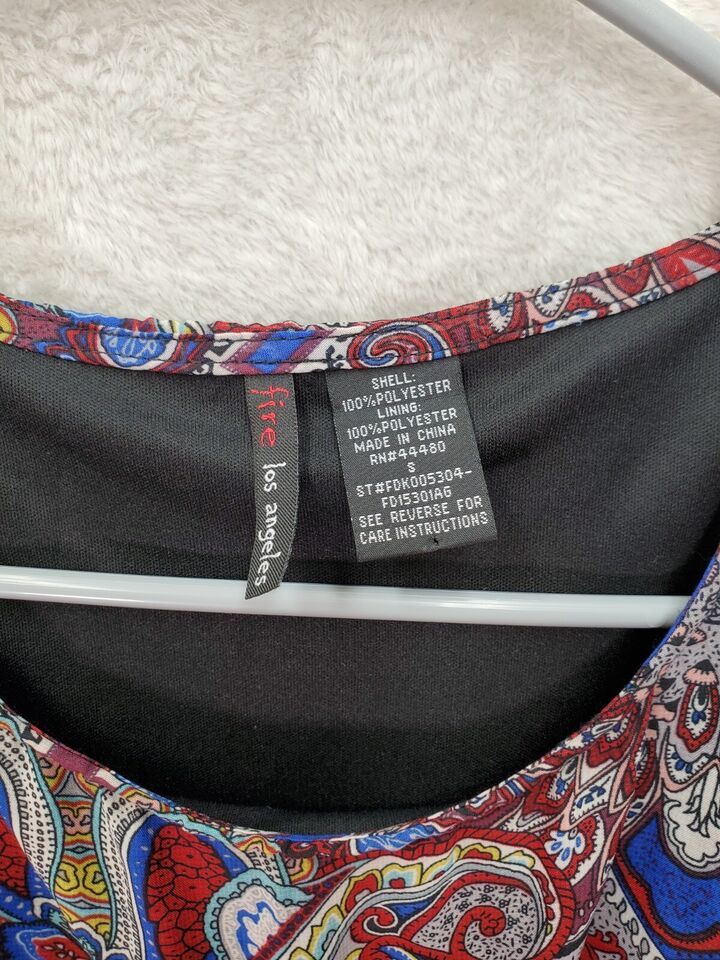 fire los angeles
SHELL:
100%POLYESTER
LINING:
100%POLYESTER
MADE IN CHINA
RN#44480
S
ST#FDK005304-
FD15301AG
SEE REVERSE FOR
CARE INSTRUCTIONS